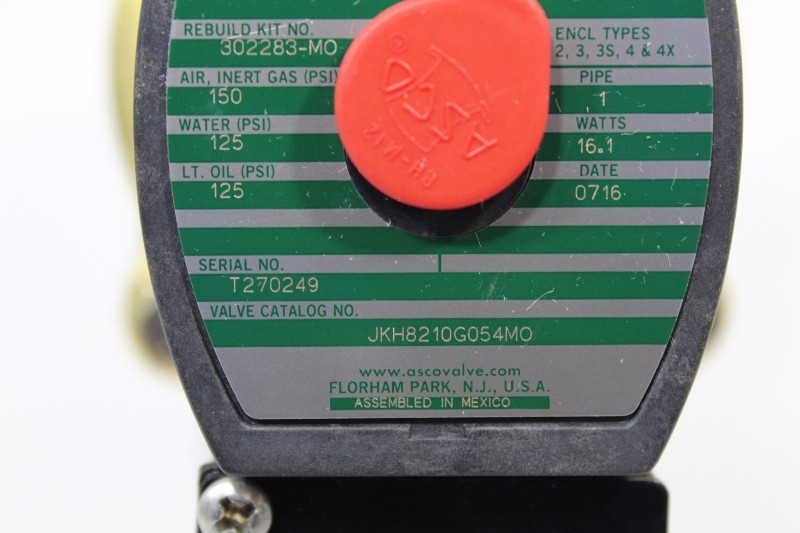 REBUILD KIT NO.
302283-MO
ENCL TYPES
2, 3, 3S, 4 & 4X
AIR, INERT GAS (PSI)
150
PIPE
1
WATER (PSI)
125
WATTS
16.1
LT. OIL (PSI)
125
DATE
0716
ASCO
SERIAL NO.
T270249
VALVE CATALOG NO.
JKH8210G054MO
www.ascovalve.com
FLORHAM PARK, N.J., U.S.A.
ASSEMBLED IN MEXICO